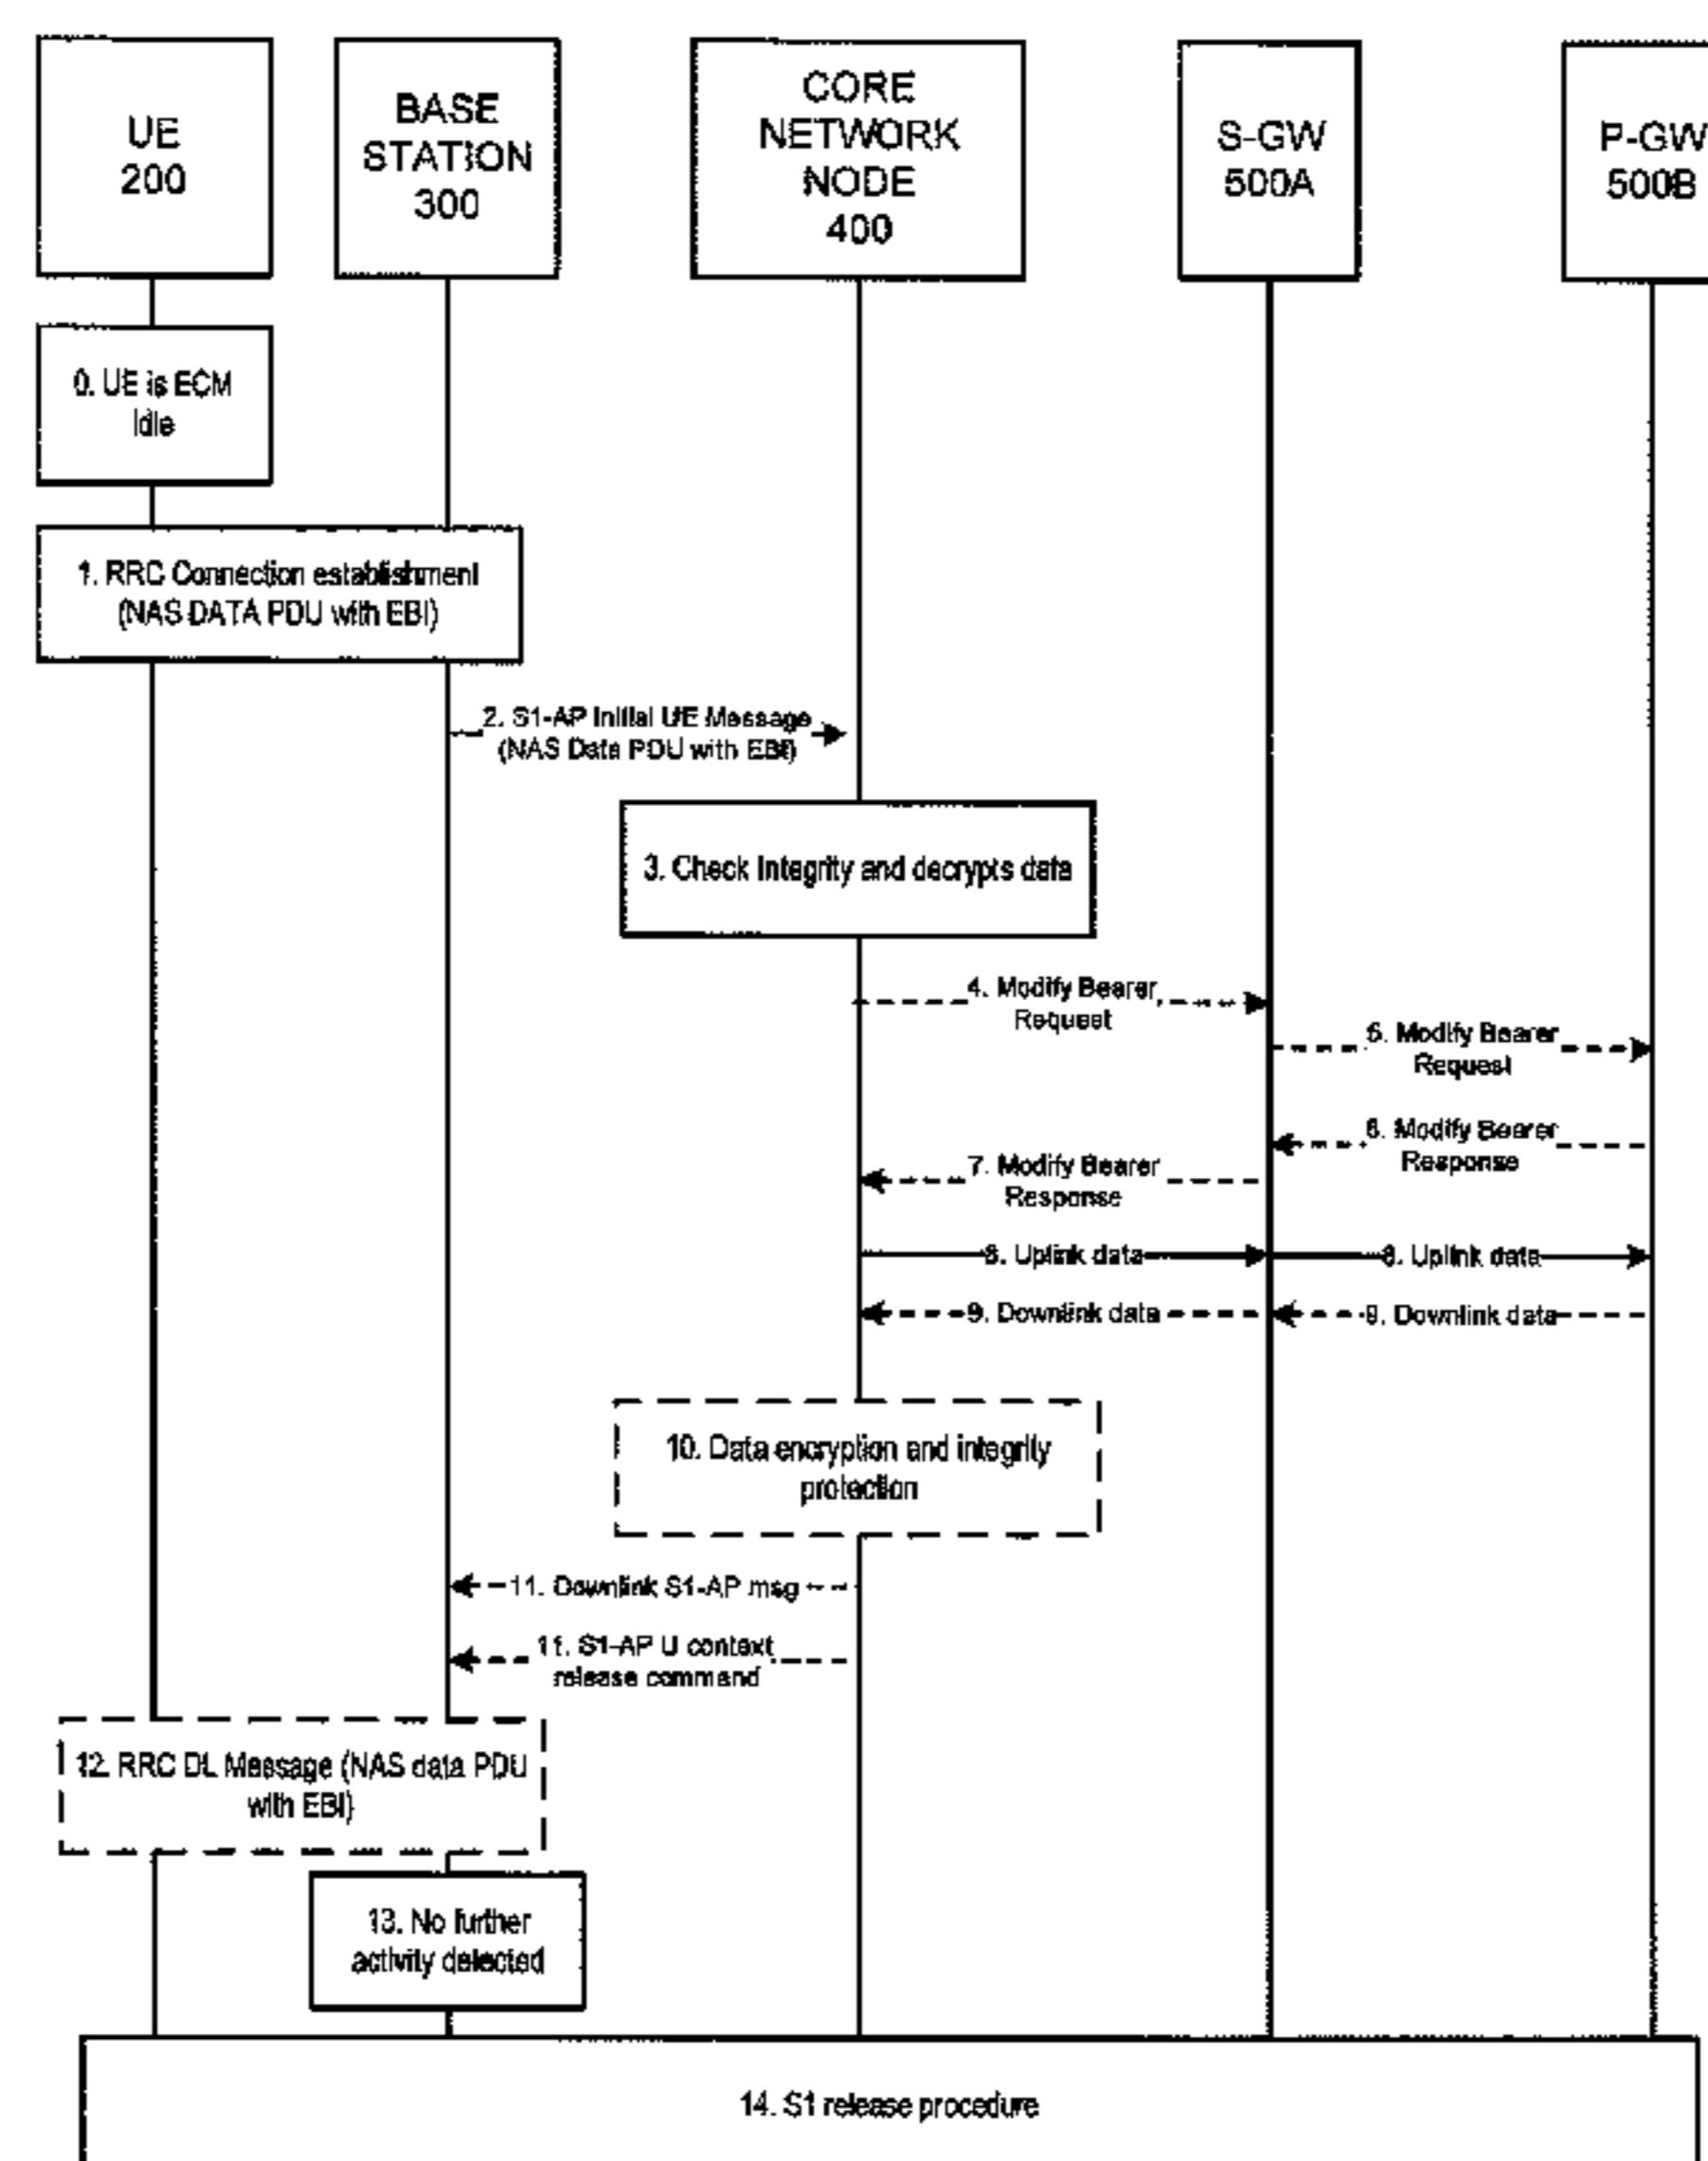 UE
200
BASE
STATION
300
CORE
NETWORK
NODE
400
S-GW
500A
P-GW
500B
0. UE is ECM
Idle
1. RRC Connection establishment
(NAS DATA PDU with EBI)
2. S1-AP Initial UE Message
(NAS Data PDU with EBI)
3. Check Integrity and decrypts data
4. Modify Bearer
Request
5. Modify Bearer
Request
6. Modify Bearer
Response
7. Modify Bearer
Response
8. Uplink data
8. Uplink data
9. Downlink data
9. Downlink data
10. Data encryption and integrity
protection
11. Downlink S1-AP msg
11. S1-AP U context
release command
12. RRC DL Message (NAS data PDU
with EBI)
13. No further
activity detected
14. S1 release procedure